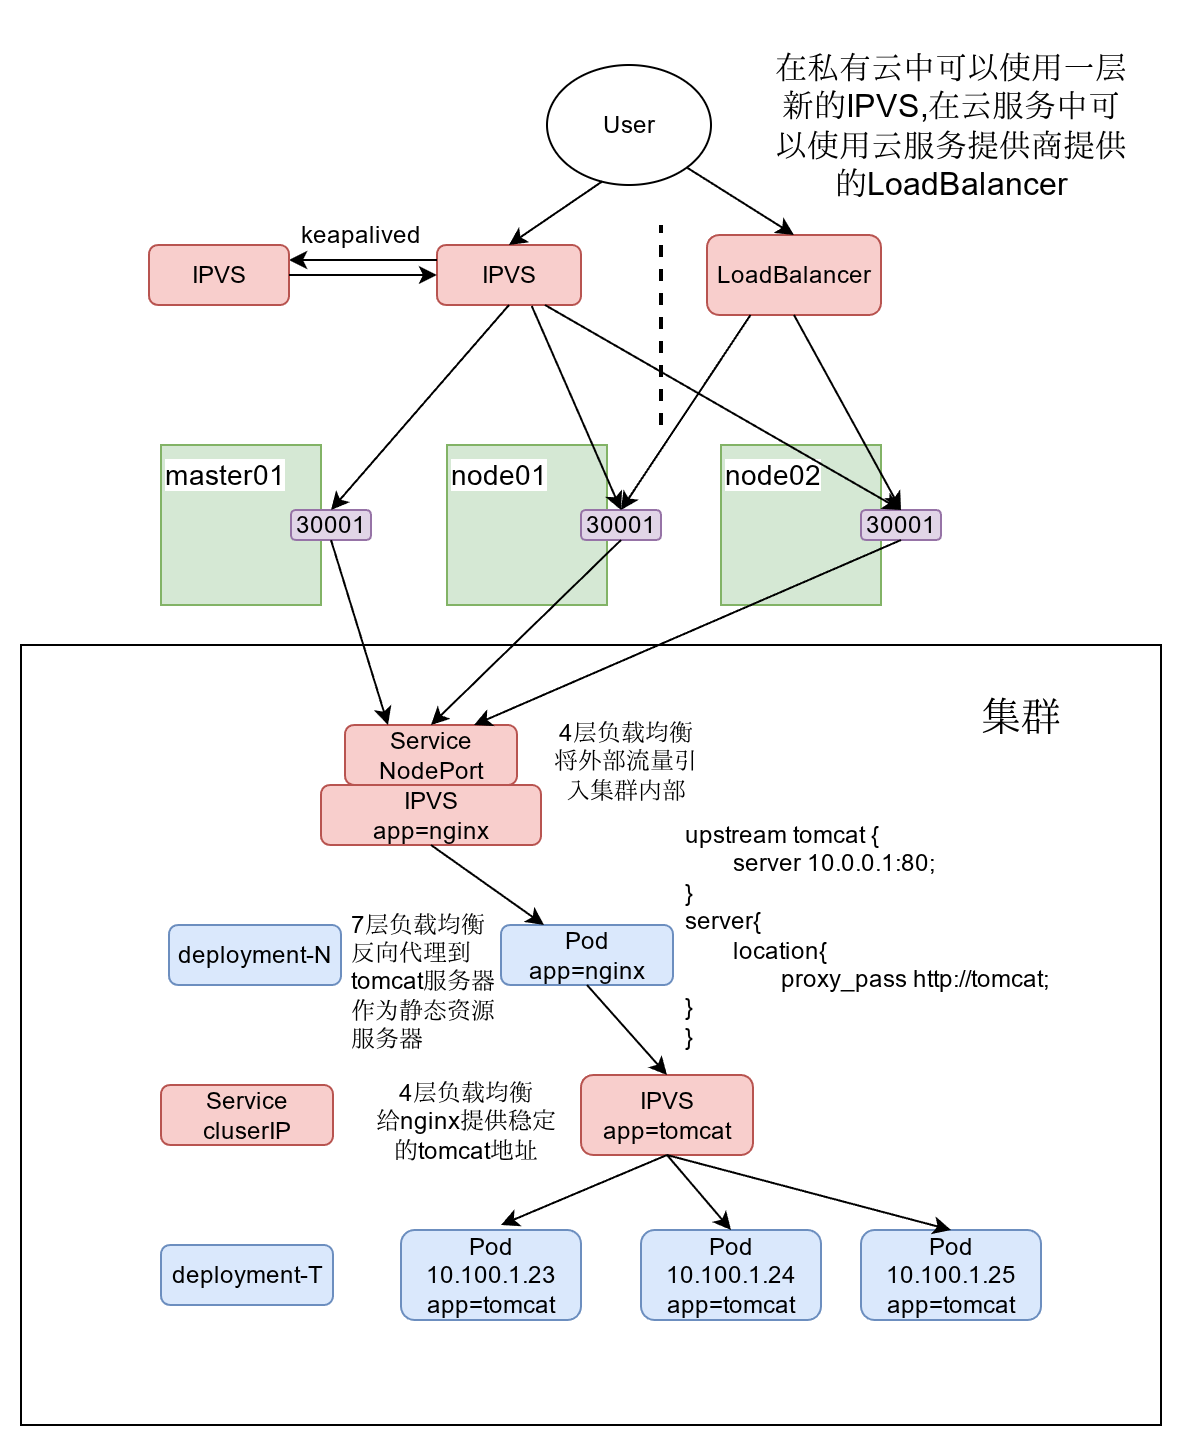 在私有云中可以使用一层
新的IPVS,在云服务中可
以使用云服务提供商提供
的LoadBalancer
User
keapalived
IPVS
IPVS
LoadBalancer
master01
node01
node02
30001
30001
30001
集群
Service
NodePort
4层负载均衡
将外部流量引
入集群内部
IPVS
app=nginx
upstream tomcat {
server 10.0.0.1:80;
}
server{
location{
proxy_pass http://tomcat;
}
}
deployment-N
7层负载均衡
反向代理到
tomcat服务器
作为静态资源
服务器
Pod
app=nginx
Service
cluserIP
4层负载均衡
给nginx提供稳定
的tomcat地址
IPVS
app=tomcat
deployment-T
Pod
10.100.1.23
app=tomcat
Pod
10.100.1.24
app=tomcat
Pod
10.100.1.25
app=tomcat